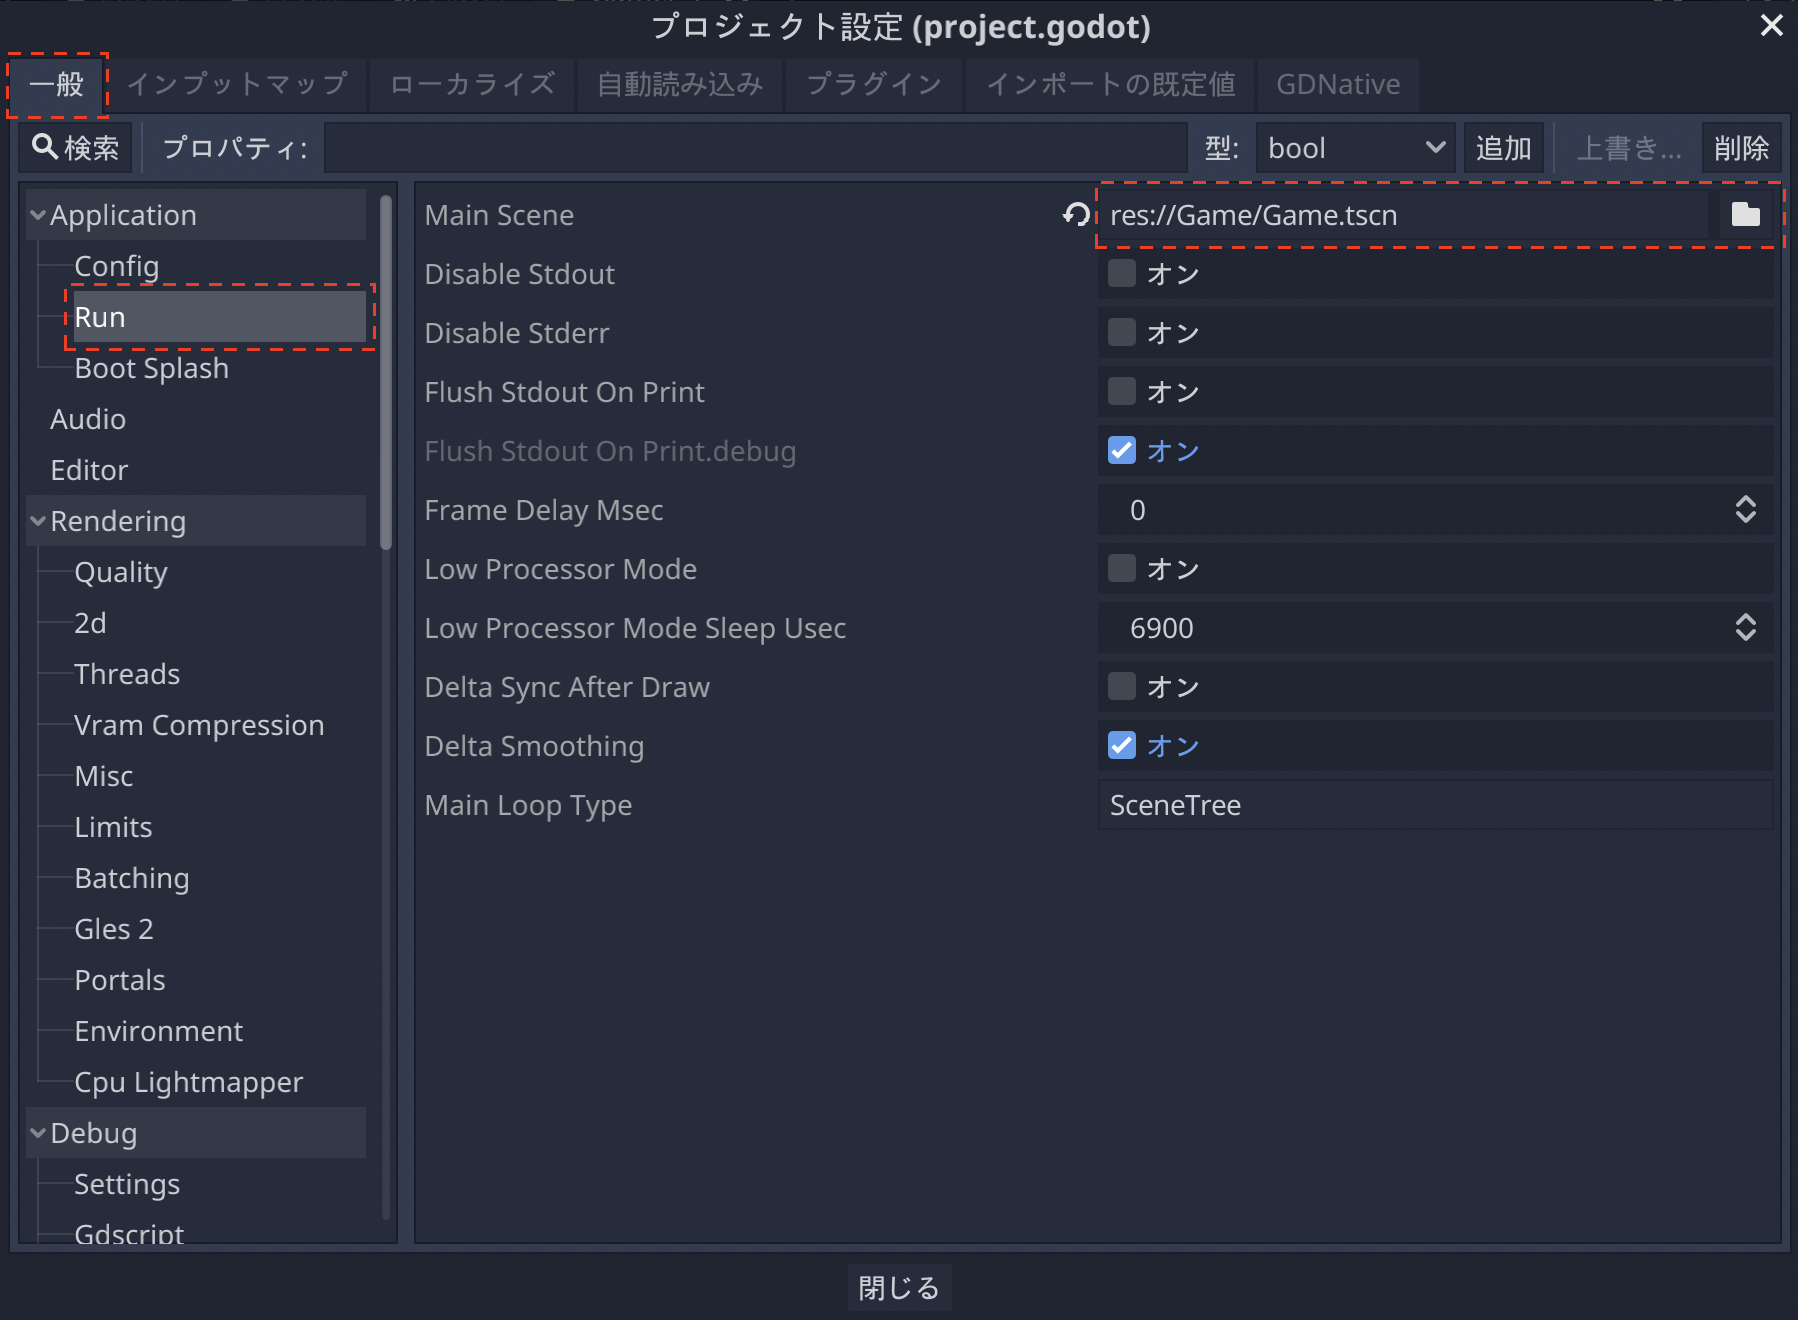 プロジェクト設定 (project.godot)
一般 インプットマップ ローカライズ 自動読み込み プラグイン インポートの既定値 GDNative
検索 プロパティ: 型: bool 追加 上書き... 削除
Application
Config
Run
Boot Splash
Audio
Editor
Rendering
Quality
2d
Threads
Vram Compression
Misc
Limits
Batching
Gles 2
Portals
Environment
Cpu Lightmapper
Debug
Settings
Gdscript
Main Scene res://Game/Game.tscn
Disable Stdout オン
Disable Stderr オン
Flush Stdout On Print オン
Flush Stdout On Print.debug オン
Frame Delay Msec 0
Low Processor Mode オン
Low Processor Mode Sleep Usec 6900
Delta Sync After Draw オン
Delta Smoothing オン
Main Loop Type SceneTree
閉じる